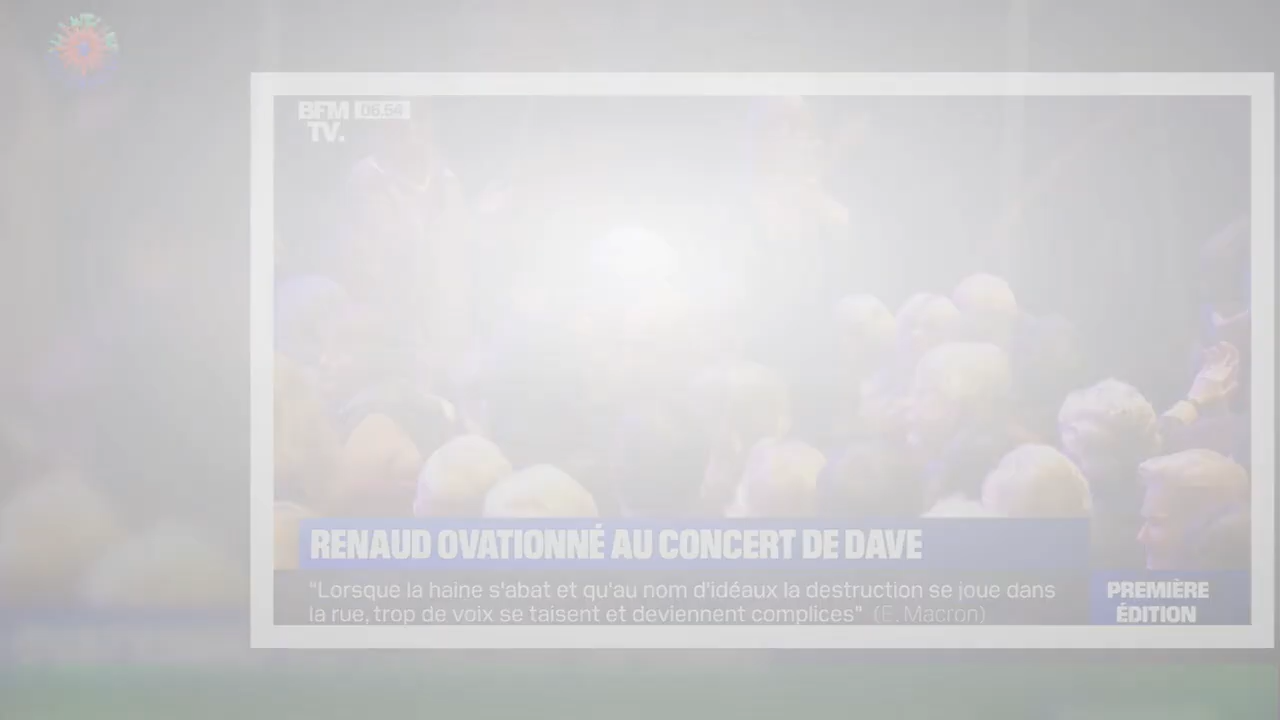 BFM 06.54
TV.
RENAUD OVATIONNÉ AU CONCERT DE DAVE
"Lorsque la haine s'abat et qu'au nom d'idéaux la destruction se joue dans
la rue, trop de voix se taisent et deviennent complices" (E. Macron)
PREMIÈRE
ÉDITION